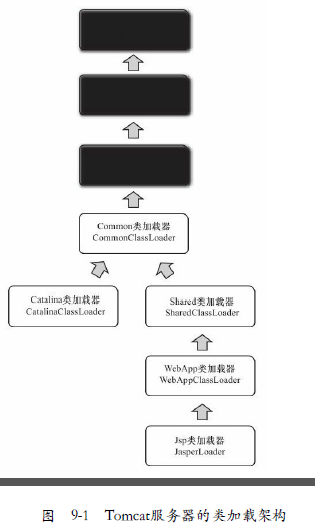 Common类加载器
CommonClassLoader
Catalina类加载器
CatalinaClassLoader
Shared类加载器
SharedClassLoader
WebApp类加载器
WebAppClassLoader
Jsp类加载器
JasperLoader
图 9-1 Tomcat服务器的类加载架构